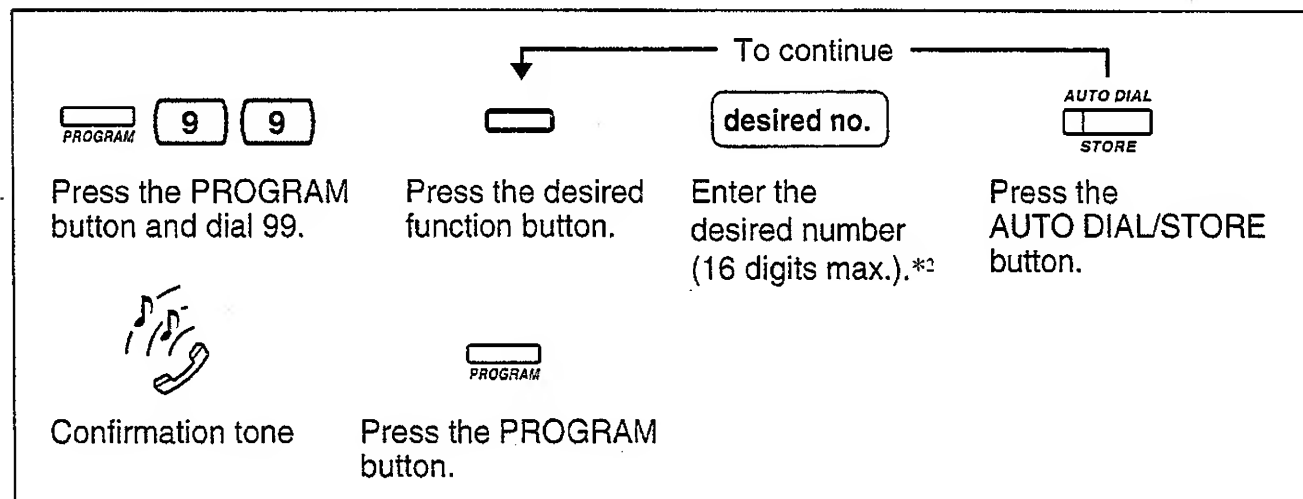 To continue
PROGRAM 9 9
desired no.
AUTO DIAL
STORE
Press the PROGRAM
button and dial 99.
Press the desired
function button.
Enter the
desired number
(16 digits max.).*2
Press the
AUTO DIAL/STORE
button.
PROGRAM
Confirmation tone
Press the PROGRAM
button.